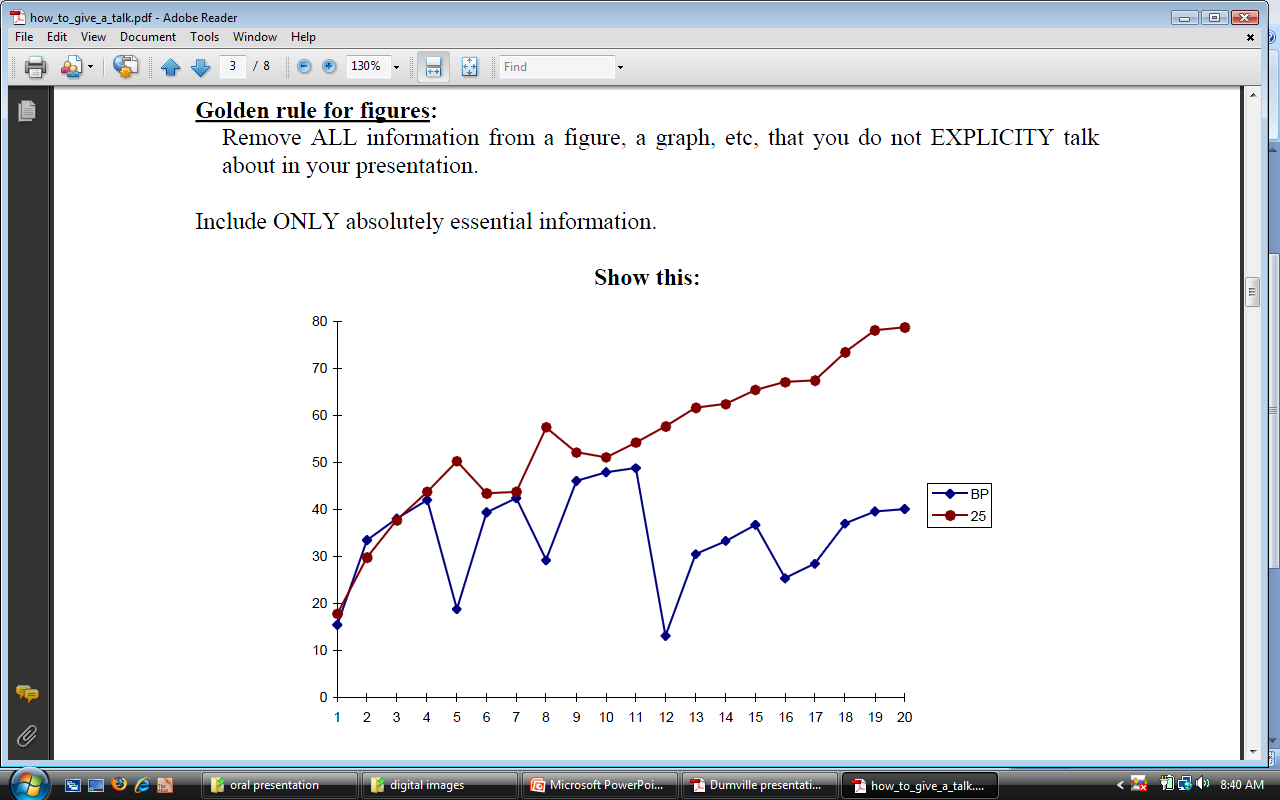 how_to_give_a_talk.pdf - Adobe Reader
File Edit View Document Tools Window Help
3 / 8 130% Find
Golden rule for figures:
Remove ALL information from a figure, a graph, etc, that you do not EXPLICITY talk
about in your presentation.
Include ONLY absolutely essential information.
Show this:
80
70
60
50
40
30
20
10
0
1 2 3 4 5 6 7 8 9 10 11 12 13 14 15 16 17 18 19 20
BP
25
oral presentation digital images Microsoft PowerPoi... Dumville presentati... how_to_give_a_talk.... 8:40 AM